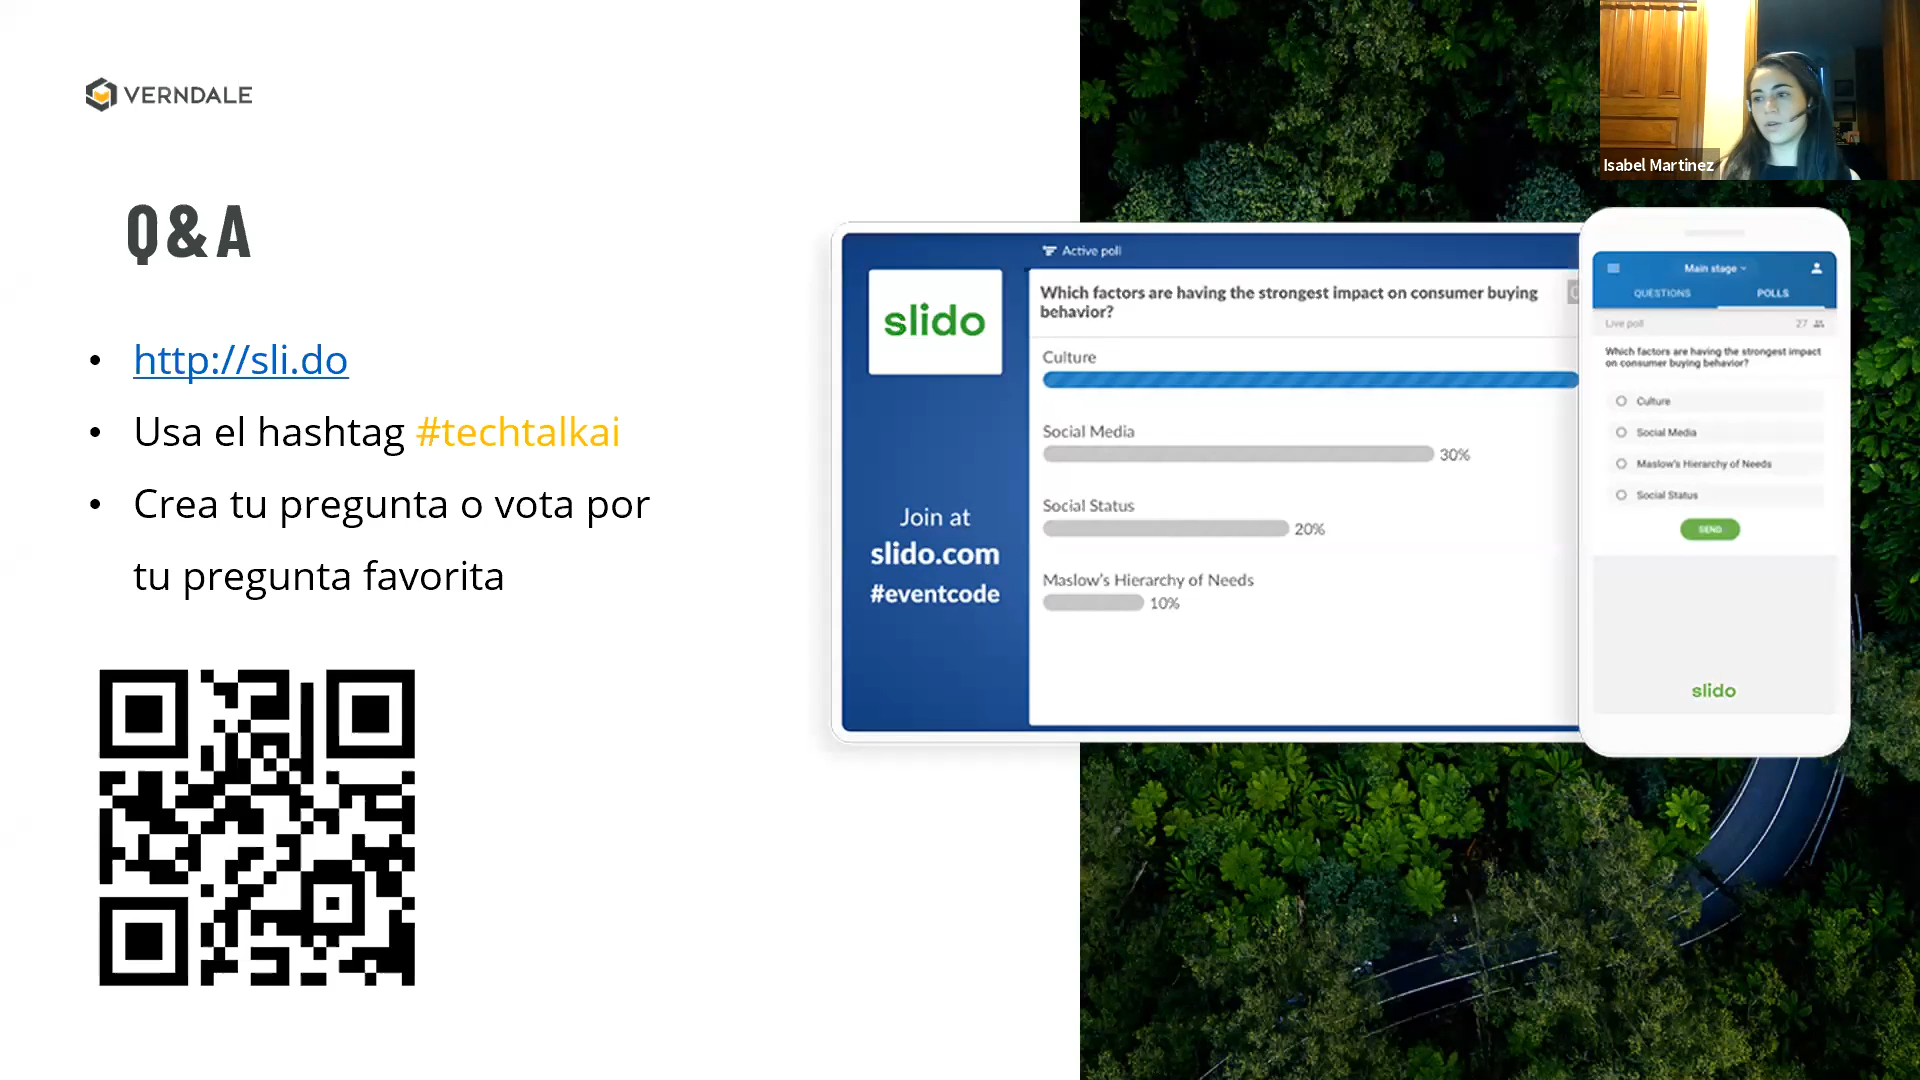 VERNDALE
Isabel Martinez
Q&A
• http://sli.do
• Usa el hashtag #techtalkai
• Crea tu pregunta o vota por
tu pregunta favorita
slido
Join at
slido.com
#eventcode
Active poll
Which factors are having the strongest impact on consumer buying
behavior?
Culture
Social Media
30%
Social Status
20%
Maslow's Hierarchy of Needs
10%
Main stage
QUESTIONS POLLS
Live poll 27
Which factors are having the strongest impact
on consumer buying behavior?
Culture
Social Media
Maslow's Hierarchy of Needs
Social Status
SEND
slido